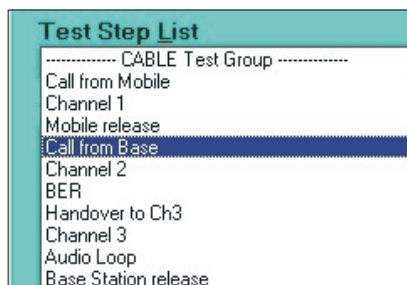 Test Step List
------------- CABLE Test Group -------------
Call from Mobile
Channel 1
Mobile release
Call from Base
Channel 2
BER
Handover to Ch3
Channel 3
Audio Loop
Base Station release